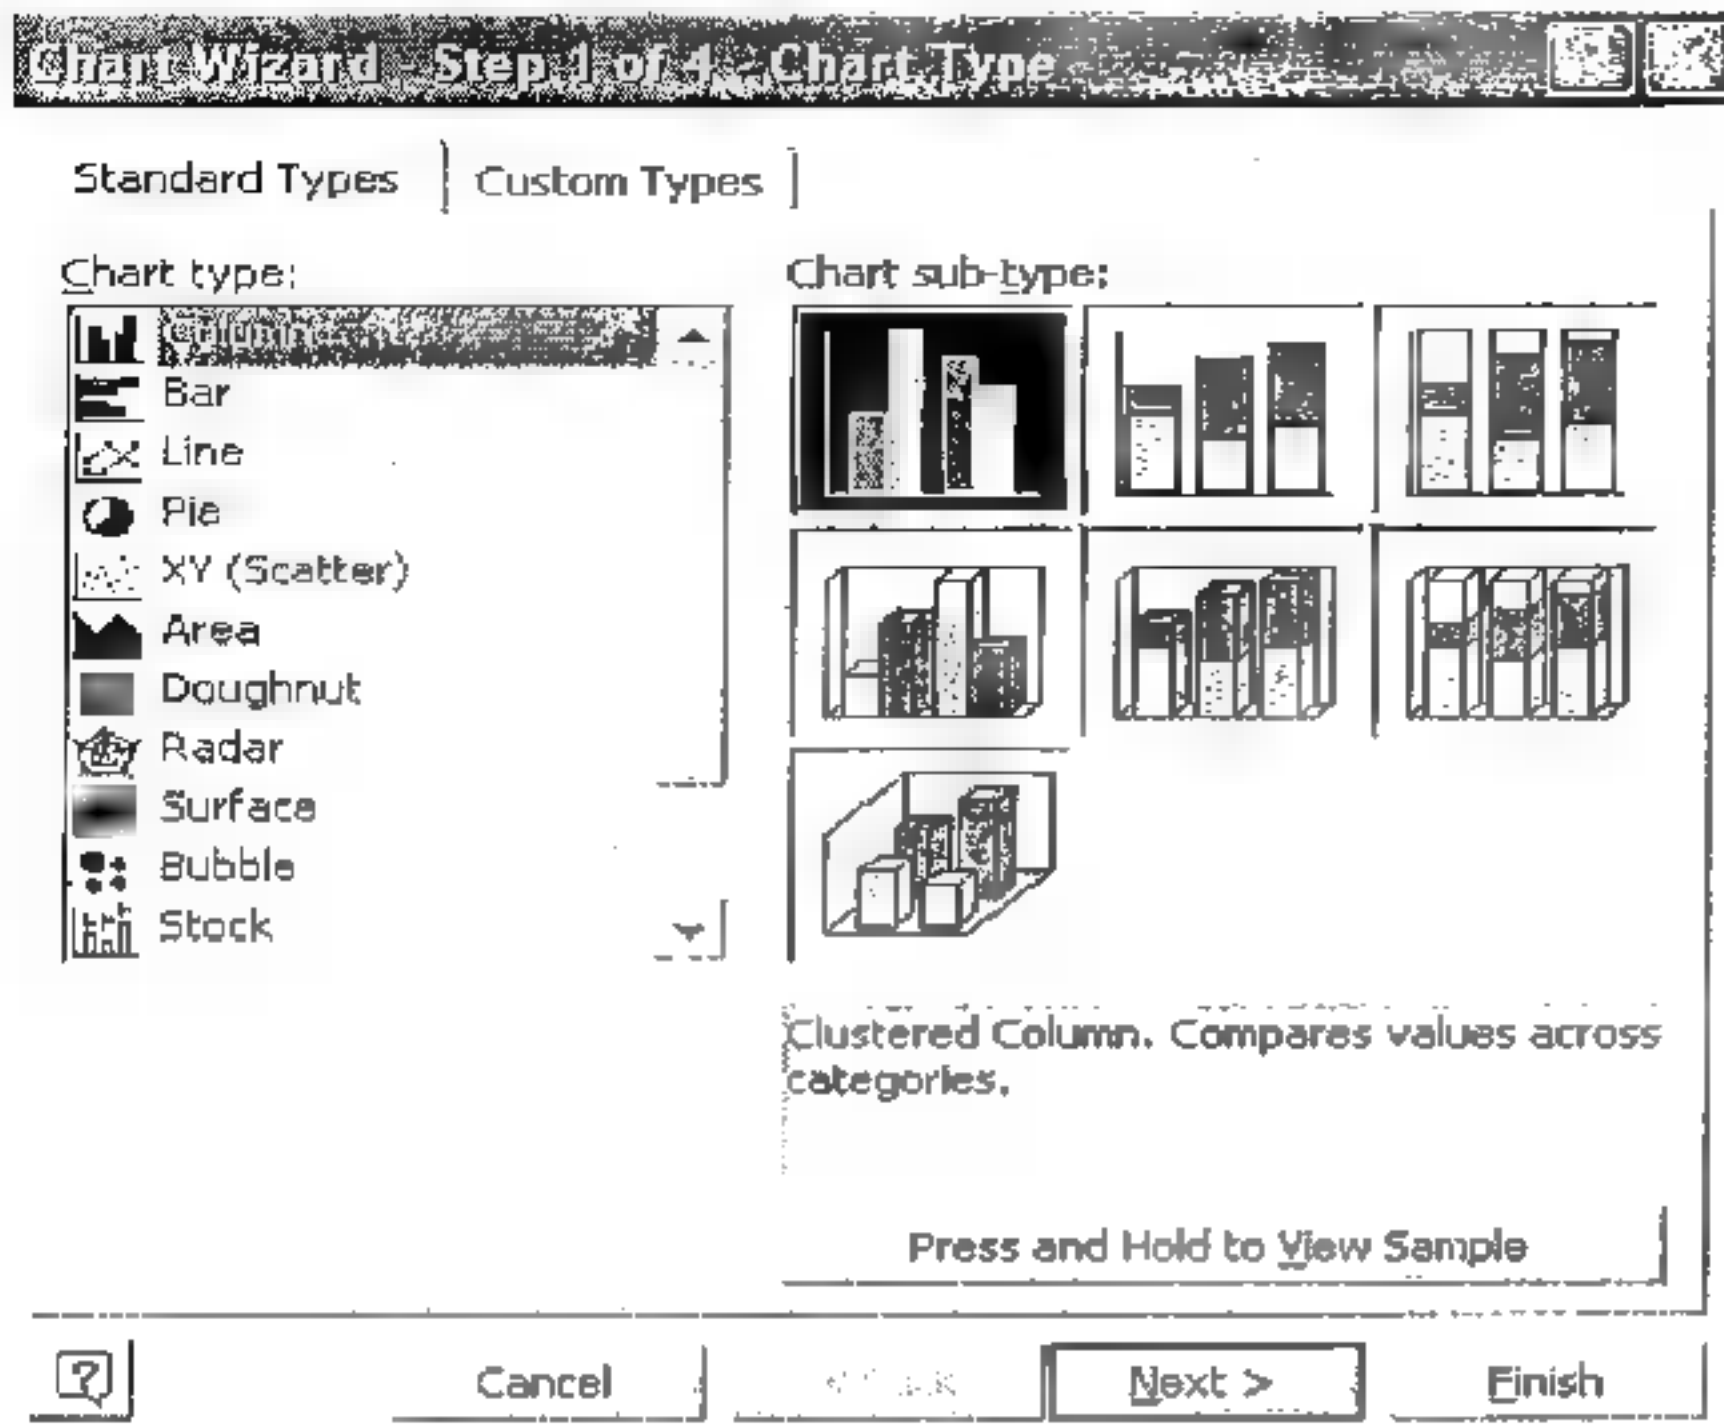 Chart Wizard - Step 1 of 4 - Chart Type
Standard Types
Custom Types
Chart type:
Column
Bar
Line
Pie
XY (Scatter)
Area
Doughnut
Radar
Surface
Bubble
Stock
Chart sub-type:
Clustered Column. Compares values across
categories.
Press and Hold to View Sample
?
Cancel
Next >
Finish